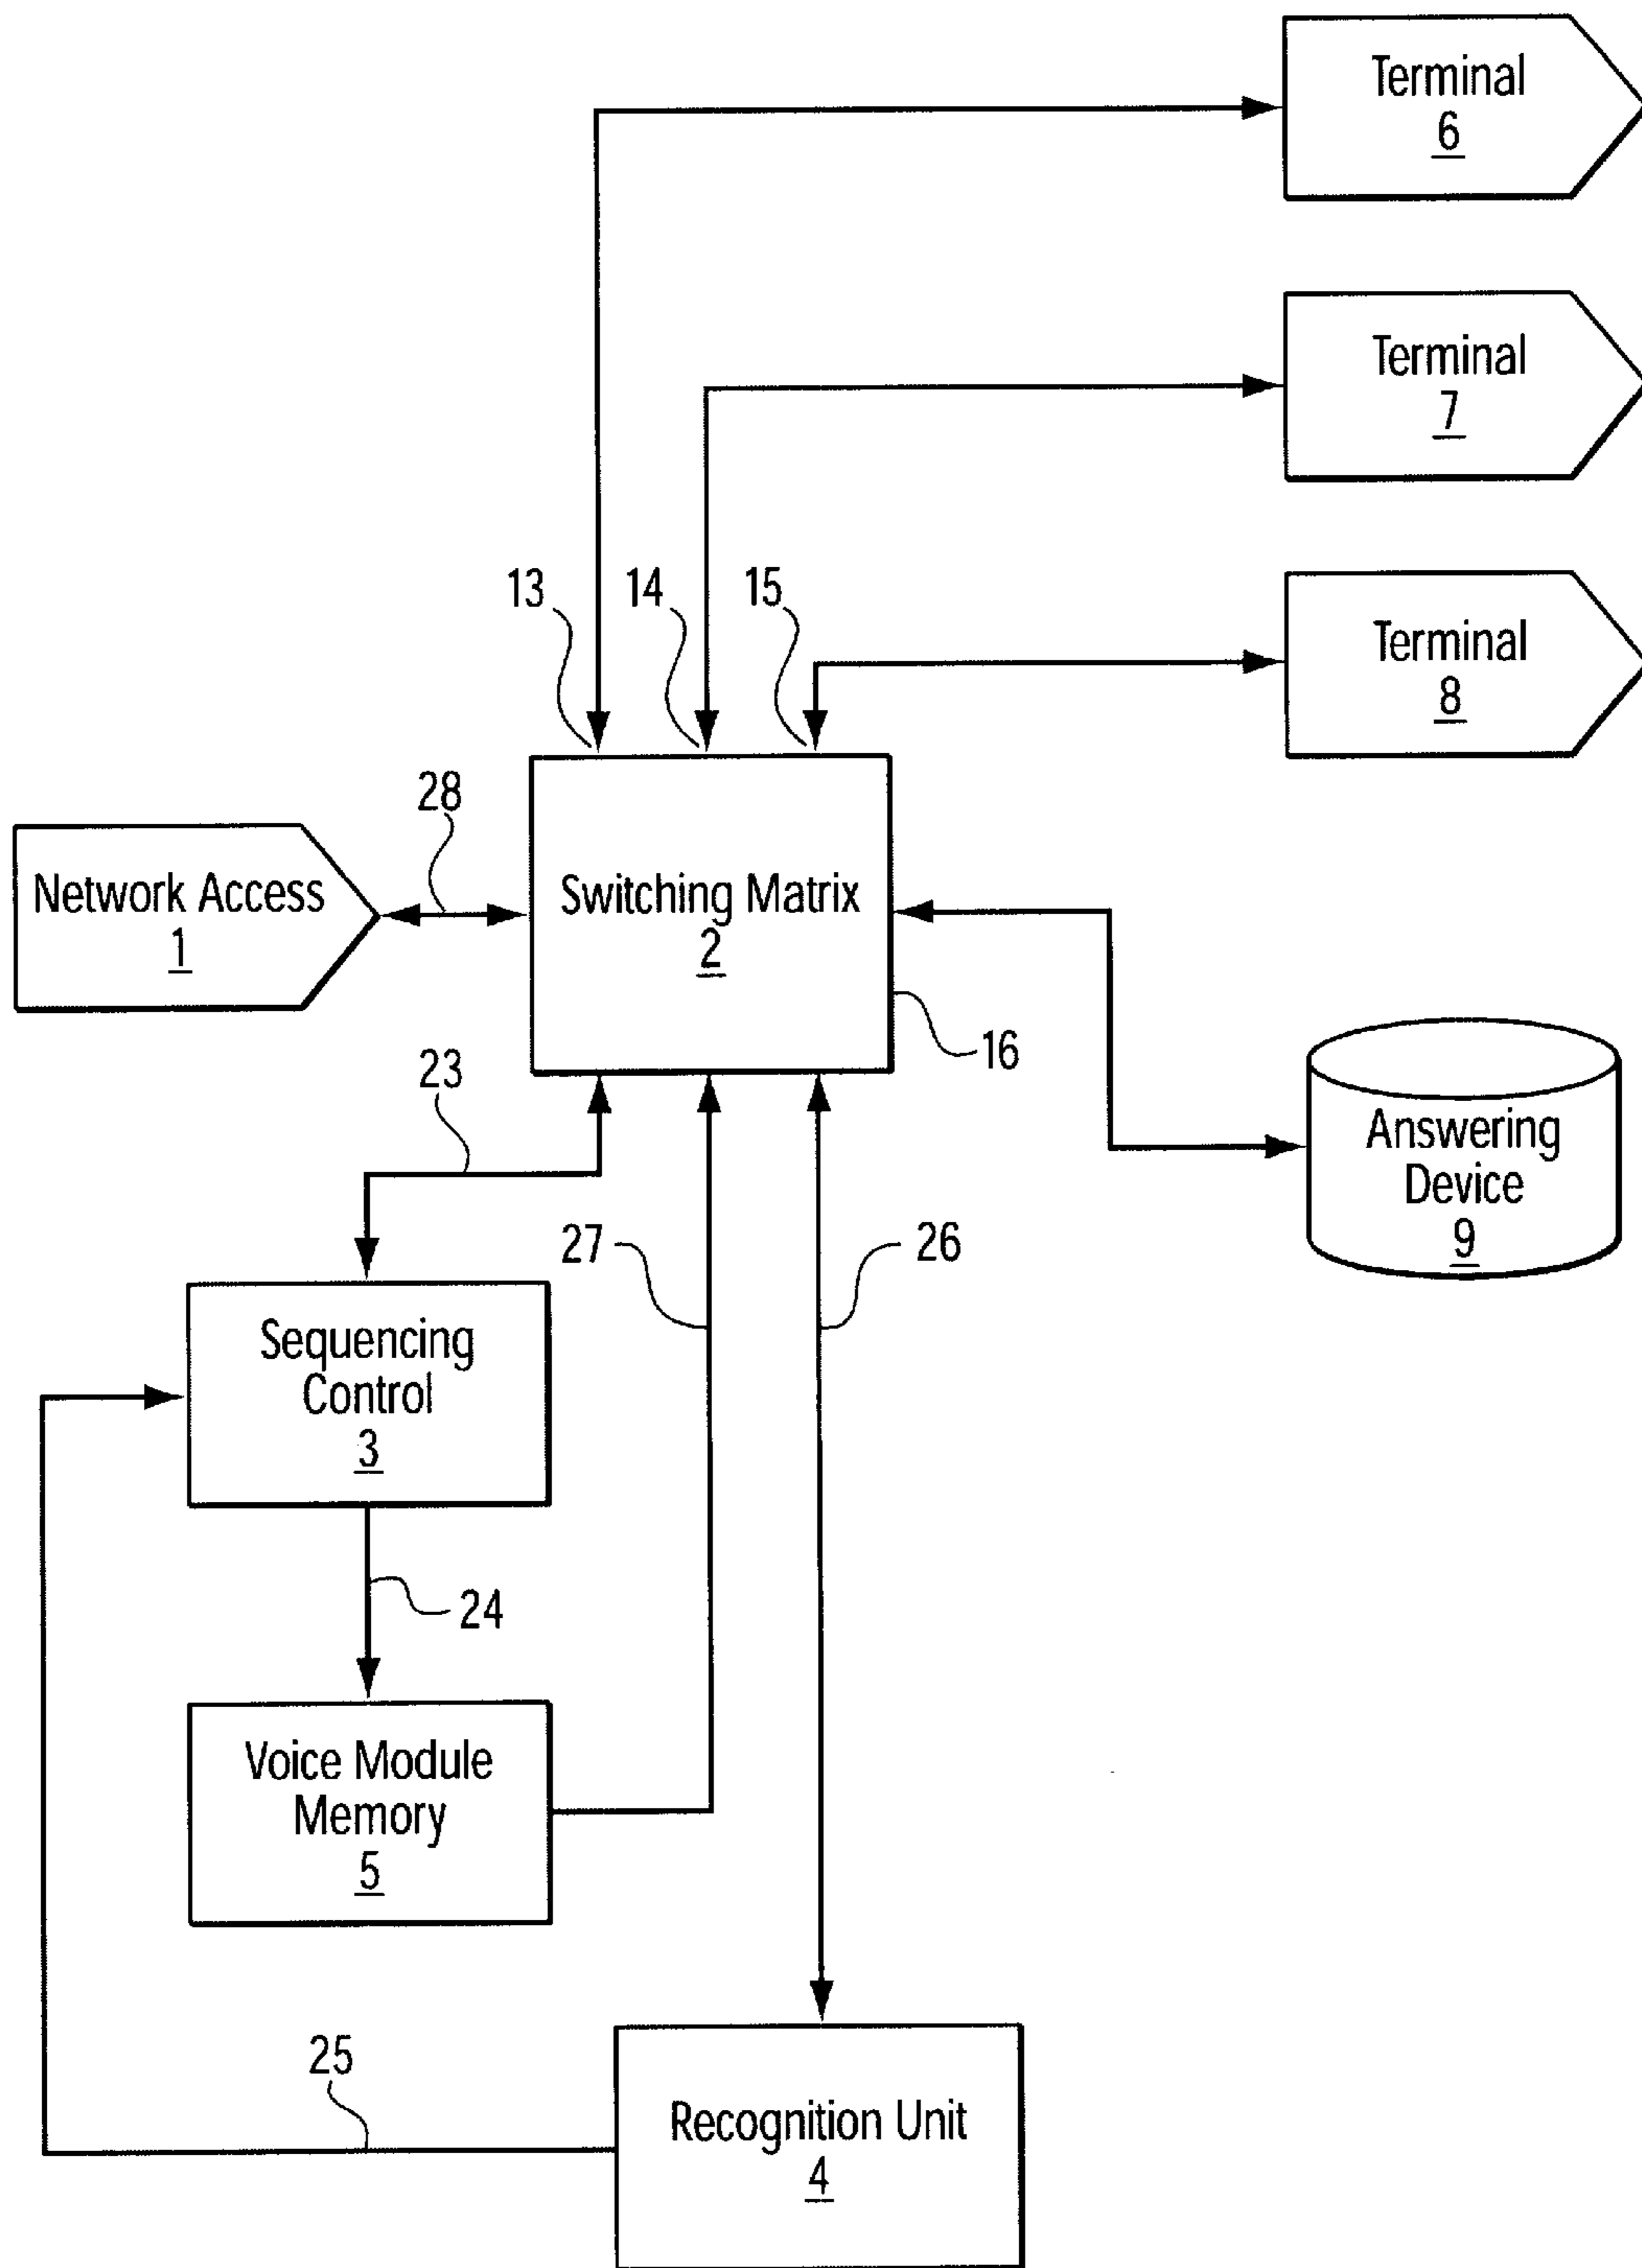 Terminal
6
Terminal
7
Terminal
8
13
14
15
28
Network Access
1
Switching Matrix
2
16
23
Answering
Device
9
27
26
Sequencing
Control
3
24
Voice Module
Memory
5
25
Recognition Unit
4